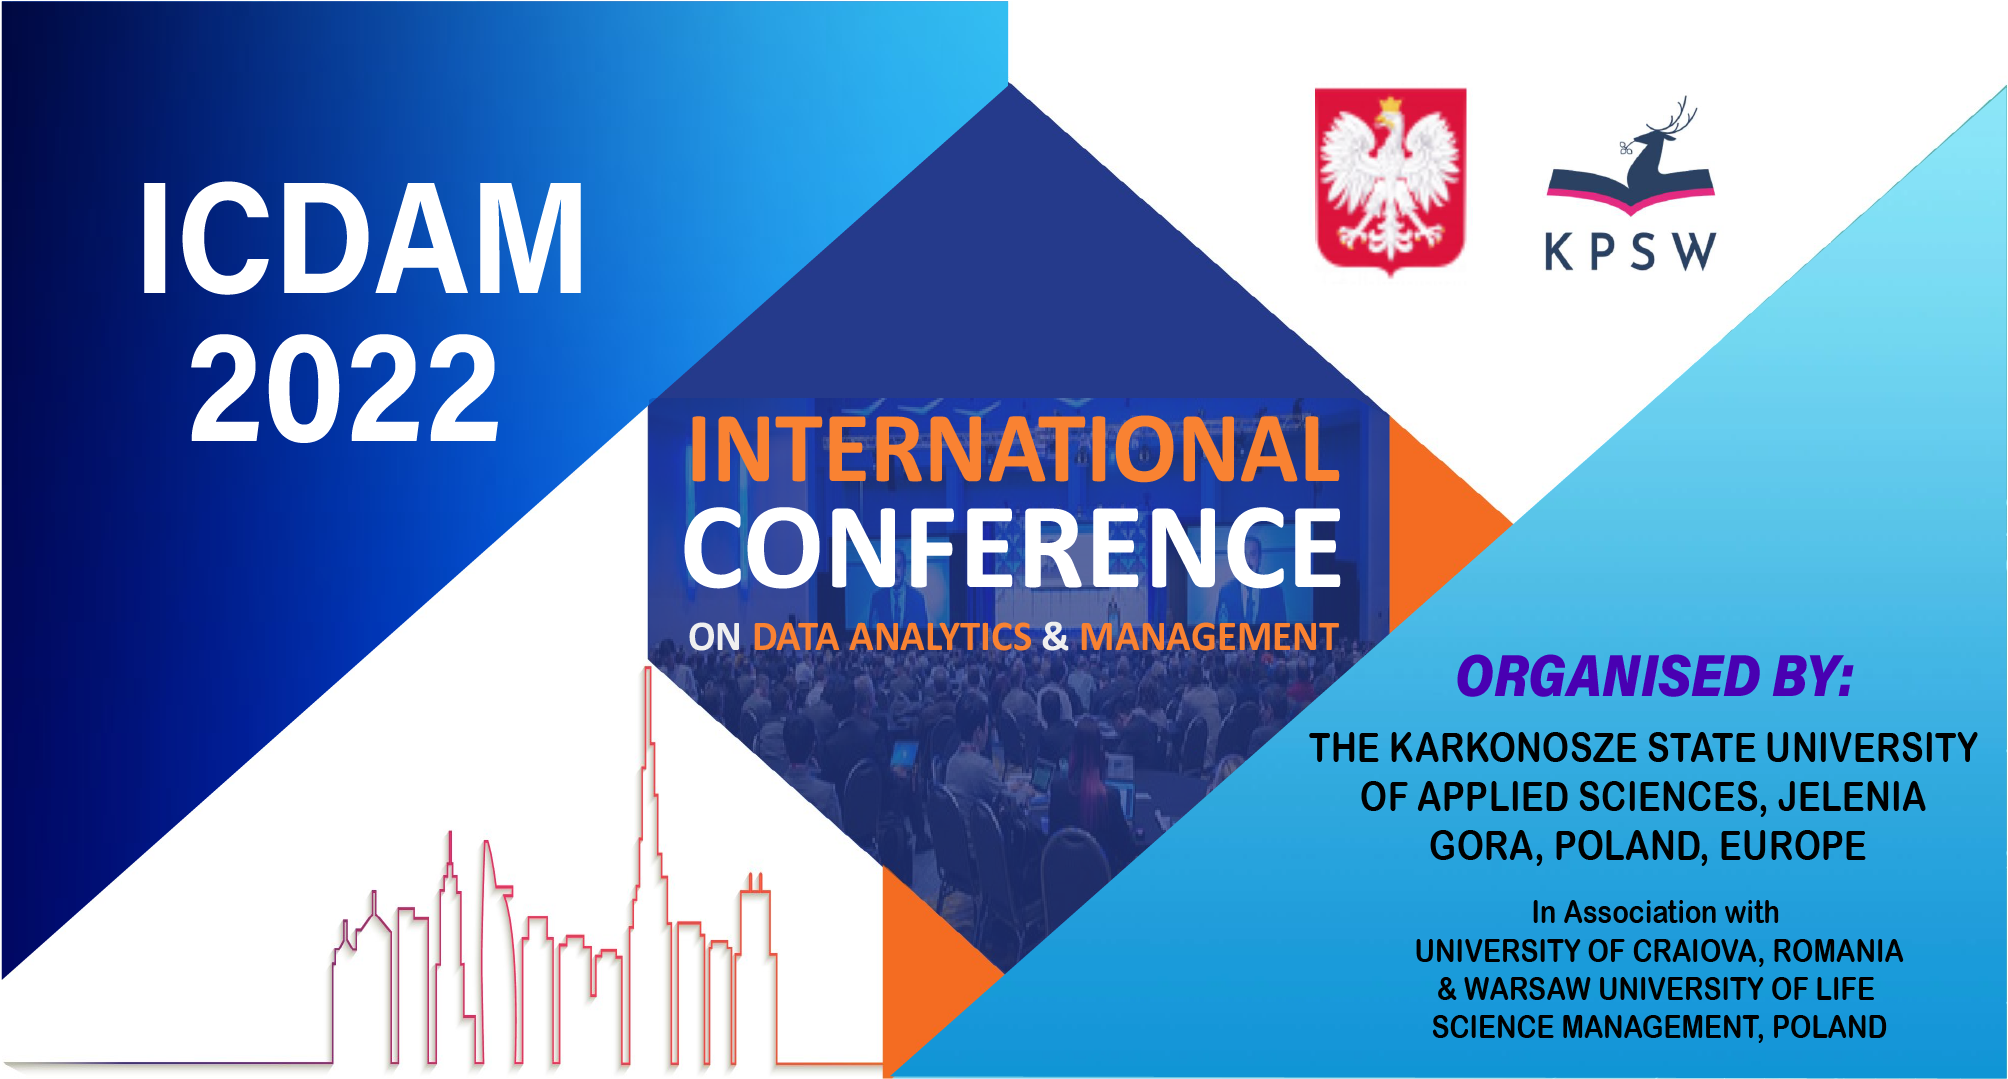 ICDAM
2022
KPSW
INTERNATIONAL
CONFERENCE
ON DATA ANALYTICS & MANAGEMENT
ORGANISED BY:
THE KARKONOSZE STATE UNIVERSITY
OF APPLIED SCIENCES, JELENIA
GORA, POLAND, EUROPE
In Association with
UNIVERSITY OF CRAIOVA, ROMANIA
& WARSAW UNIVERSITY OF LIFE
SCIENCE MANAGEMENT, POLAND